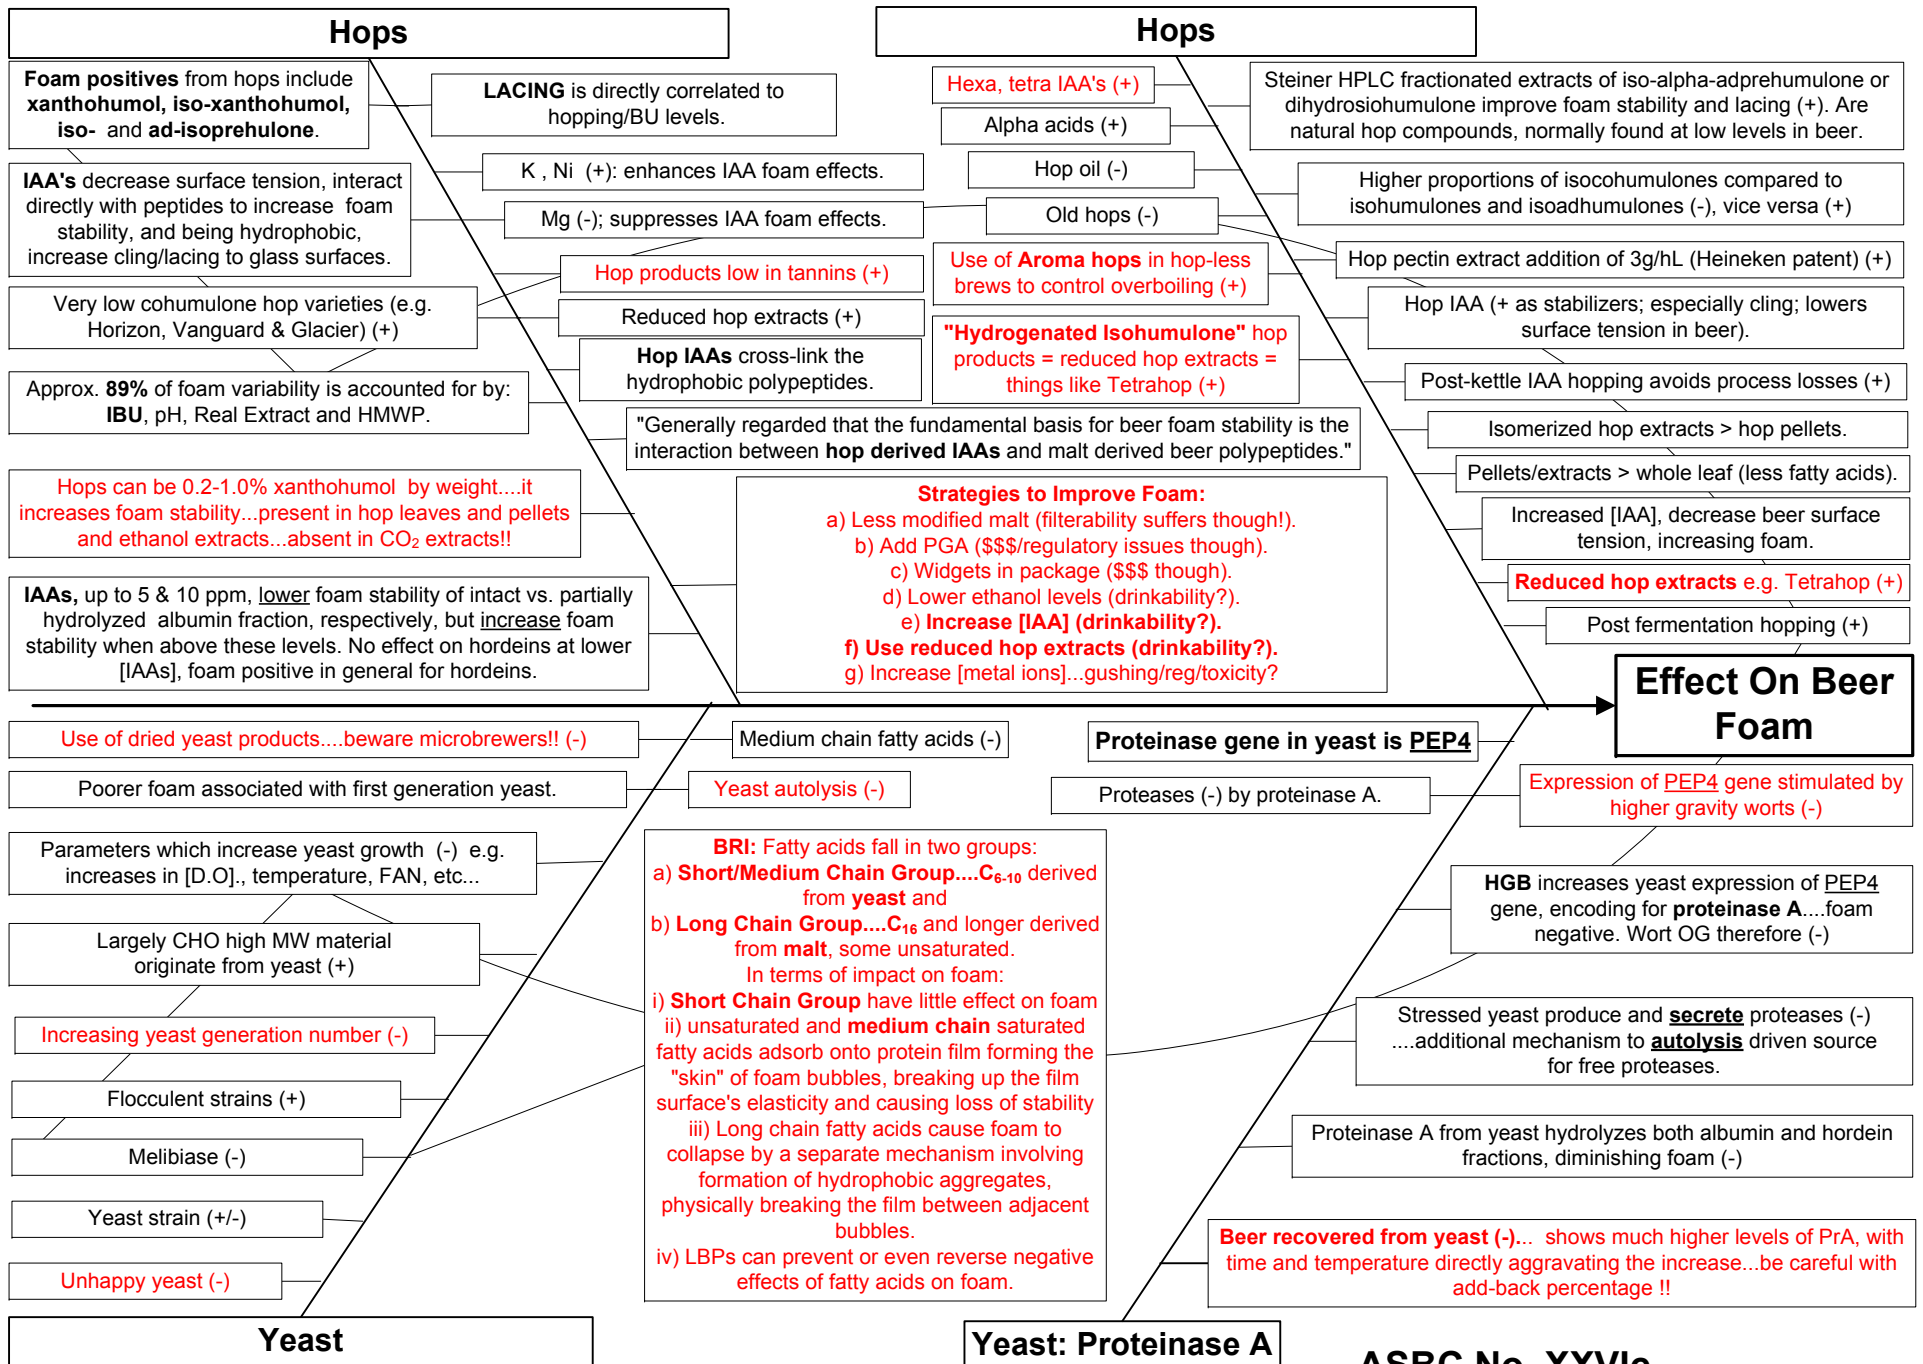 Hops
Foam positives from hops include
xanthohumol, iso-xanthohumol,
iso- and ad-isoprehulone.
LACING is directly correlated to
hopping/BU levels.
K , Ni (+): enhances IAA foam effects.
IAA's decrease surface tension, interact
directly with peptides to increase foam
stability, and being hydrophobic,
increase cling/lacing to glass surfaces.
Mg (-); suppresses IAA foam effects.
Hop products low in tannins (+)
Very low cohumulone hop varieties (e.g.
Horizon, Vanguard & Glacier) (+)
Reduced hop extracts (+)
Hop IAAs cross-link the
hydrophobic polypeptides.
Approx. 89% of foam variability is accounted for by:
IBU, pH, Real Extract and HMWP.
"Generally regarded that the fundamental basis for beer foam stability is the
interaction between hop derived IAAs and malt derived beer polypeptides."
Hops can be 0.2-1.0% xanthohumol by weight....it
increases foam stability...present in hop leaves and pellets
and ethanol extracts...absent in CO2 extracts!!
IAAs, up to 5 & 10 ppm, lower foam stability of intact vs. partially
hydrolyzed albumin fraction, respectively, but increase foam
stability when above these levels. No effect on hordeins at lower
[IAAs], foam positive in general for hordeins.
Strategies to Improve Foam:
a) Less modified malt (filterability suffers though!).
b) Add PGA ($$$/regulatory issues though).
c) Widgets in package ($$$ though).
d) Lower ethanol levels (drinkability?).
e) Increase [IAA] (drinkability?).
f) Use reduced hop extracts (drinkability?).
g) Increase [metal ions]...gushing/reg/toxicity?
Hops
Hexa, tetra IAA's (+)
Alpha acids (+)
Hop oil (-)
Old hops (-)
Use of Aroma hops in hop-less
brews to control overboiling (+)
"Hydrogenated Isohumulone" hop
products = reduced hop extracts =
things like Tetrahop (+)
Steiner HPLC fractionated extracts of iso-alpha-adprehumulone or
dihydrosiohumulone improve foam stability and lacing (+). Are
natural hop compounds, normally found at low levels in beer.
Higher proportions of isocohumulones compared to
isohumulones and isoadhumulones (-), vice versa (+)
Hop pectin extract addition of 3g/hL (Heineken patent) (+)
Hop IAA (+ as stabilizers; especially cling; lowers
surface tension in beer).
Post-kettle IAA hopping avoids process losses (+)
Isomerized hop extracts > hop pellets.
Pellets/extracts > whole leaf (less fatty acids).
Increased [IAA], decrease beer surface
tension, increasing foam.
Reduced hop extracts e.g. Tetrahop (+)
Post fermentation hopping (+)
Effect On Beer
Foam
Use of dried yeast products....beware microbrewers!! (-)
Medium chain fatty acids (-)
Poorer foam associated with first generation yeast.
Yeast autolysis (-)
Parameters which increase yeast growth (-) e.g.
increases in [D.O]., temperature, FAN, etc...
Largely CHO high MW material
originate from yeast (+)
Increasing yeast generation number (-)
Flocculent strains (+)
Melibiase (-)
Yeast strain (+/-)
Unhappy yeast (-)
Yeast
BRI: Fatty acids fall in two groups:
a) Short/Medium Chain Group....C6-10 derived
from yeast and
b) Long Chain Group....C16 and longer derived
from malt, some unsaturated.
In terms of impact on foam:
i) Short Chain Group have little effect on foam
ii) unsaturated and medium chain saturated
fatty acids adsorb onto protein film forming the
"skin" of foam bubbles, breaking up the film
surface's elasticity and causing loss of stability
iii) Long chain fatty acids cause foam to
collapse by a separate mechanism involving
formation of hydrophobic aggregates,
physically breaking the film between adjacent
bubbles.
iv) LBPs can prevent or even reverse negative
effects of fatty acids on foam.
Proteinase gene in yeast is PEP4
Proteases (-) by proteinase A.
Expression of PEP4 gene stimulated by
higher gravity worts (-)
HGB increases yeast expression of PEP4
gene, encoding for proteinase A....foam
negative. Wort OG therefore (-)
Stressed yeast produce and secrete proteases (-)
....additional mechanism to autolysis driven source
for free proteases.
Proteinase A from yeast hydrolyzes both albumin and hordein
fractions, diminishing foam (-)
Beer recovered from yeast (-)... shows much higher levels of PrA, with
time and temperature directly aggravating the increase...be careful with
add-back percentage !!
Yeast: Proteinase A
ASBC No. XXVIc